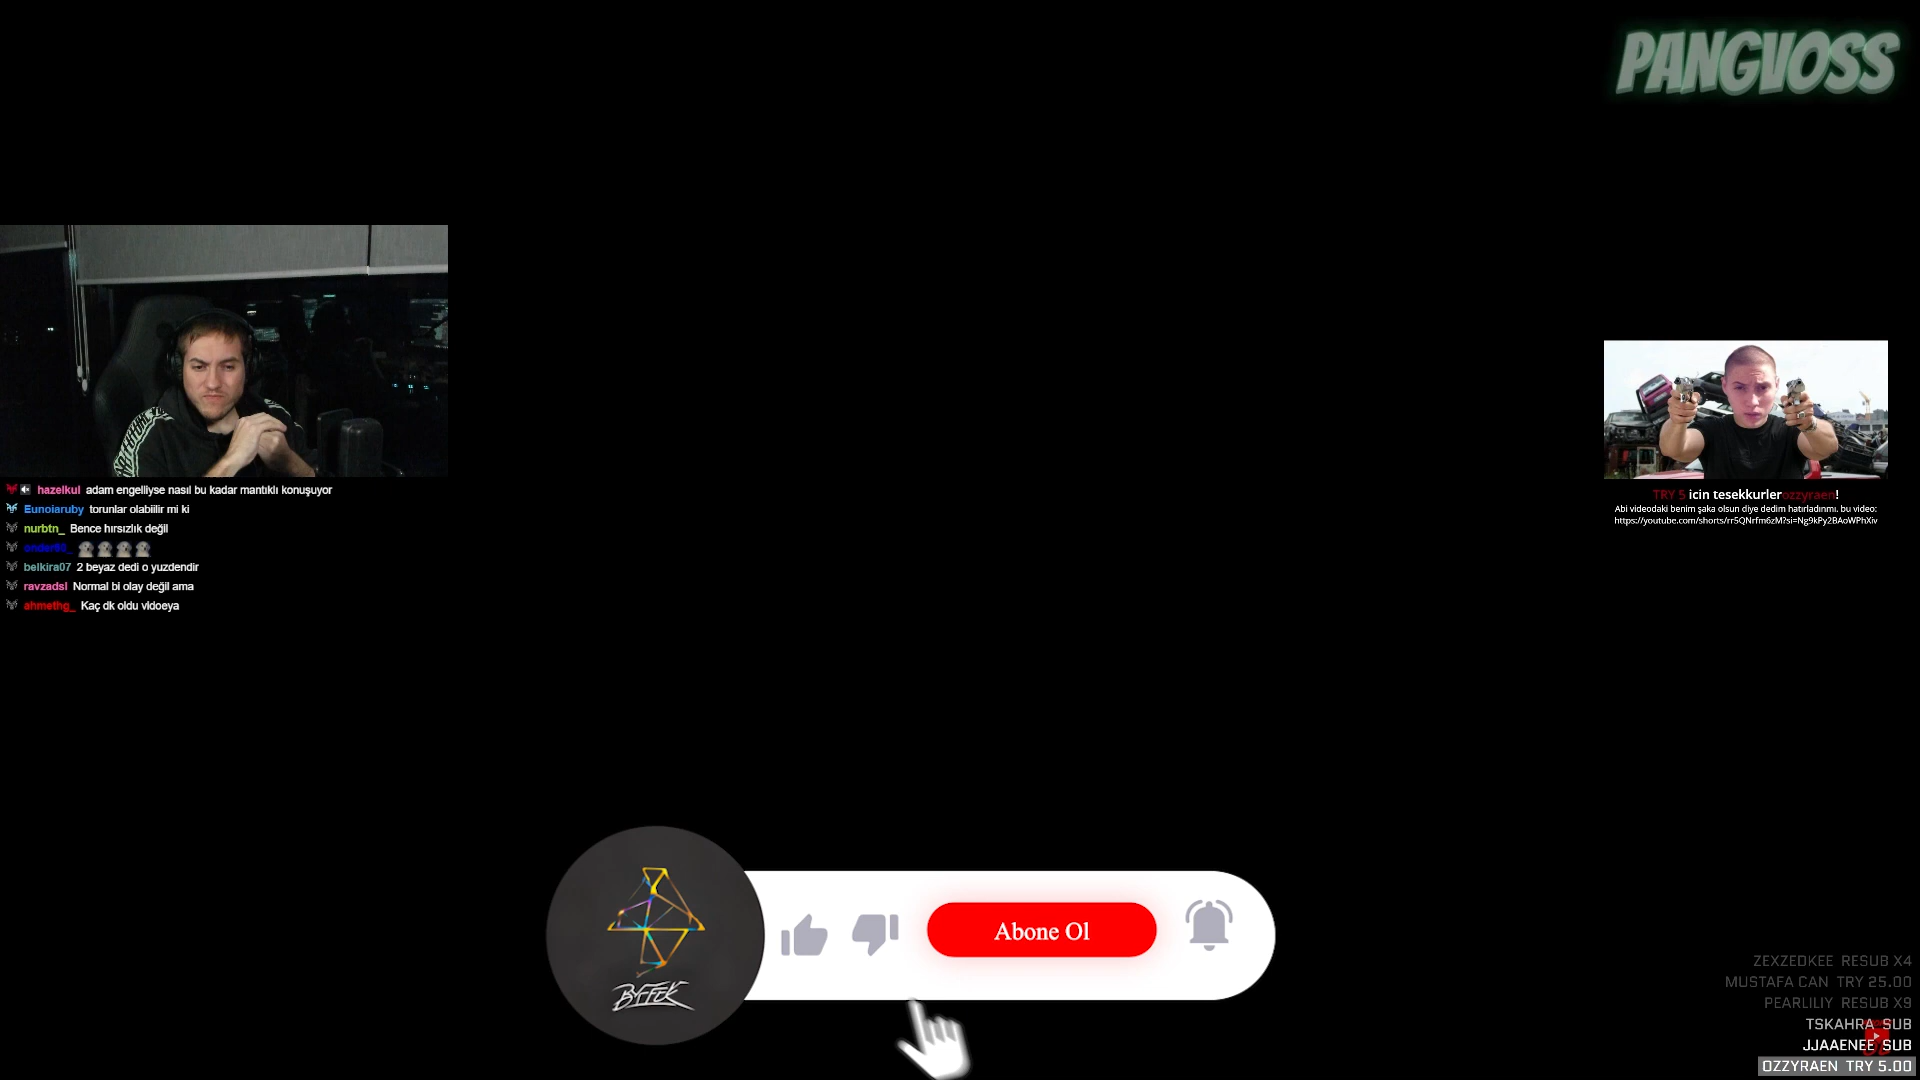 PANGVOSS
hazelkul adam engelliyse nasıl bu kadar mantıklı konuşuyor
Eunoiaruby torunlar olabiilir mi ki
nurbtn_ Bence hırsızlık değil
onder93_
belkira07 2 beyaz dedi o yuzdendir
ravzadsl Normal bi olay değil ama
ahmethg_ Kaç dk oldu vidoeya
TRY 5 icin tesekkurlerozzyraen!
Abi videodaki benim şaka olsun diye dedim hatırladınmı. bu video:
https://youtube.com/shorts/rr5QNrfm6zM?si=Ng9kPy2BAoWPhXiv
Abone Ol
ZEXZEDKEE RESUB X4
MUSTAFA CAN TRY 25.00
PEARLILIY RESUB X9
TSKAHRA SUB
JJAAENEE SUB
OZZYRAEN TRY 5.00